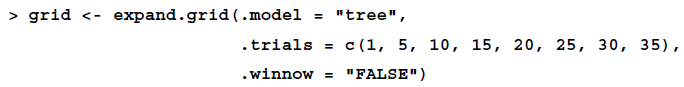 > grid <- expand.grid(.model = "tree",
.trials = c(1, 5, 10, 15, 20, 25, 30, 35),
.winnow = "FALSE")